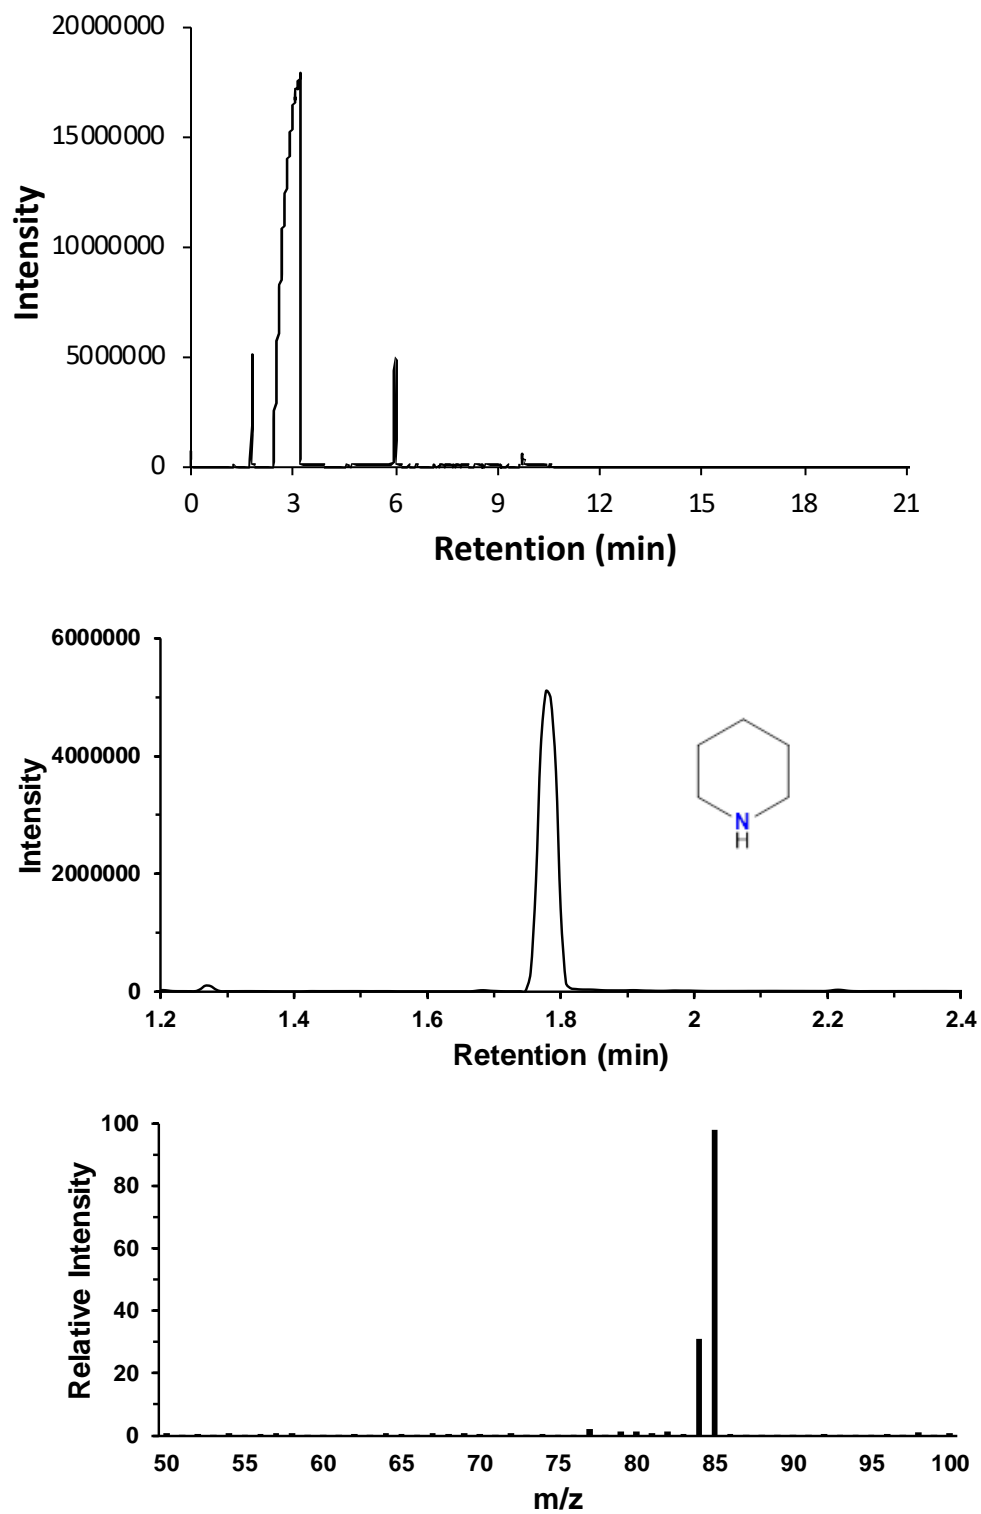 20000000
15000000
10000000
5000000
0
Intensity
0 3 6 9 12 15 18 21
Retention (min)
6000000
4000000
2000000
0
Intensity
N
H
1.2 1.4 1.6 1.8 2 2.2 2.4
Retention (min)
100
80
60
40
20
0
Relative Intensity
50 55 60 65 70 75 80 85 90 95 100
m/z